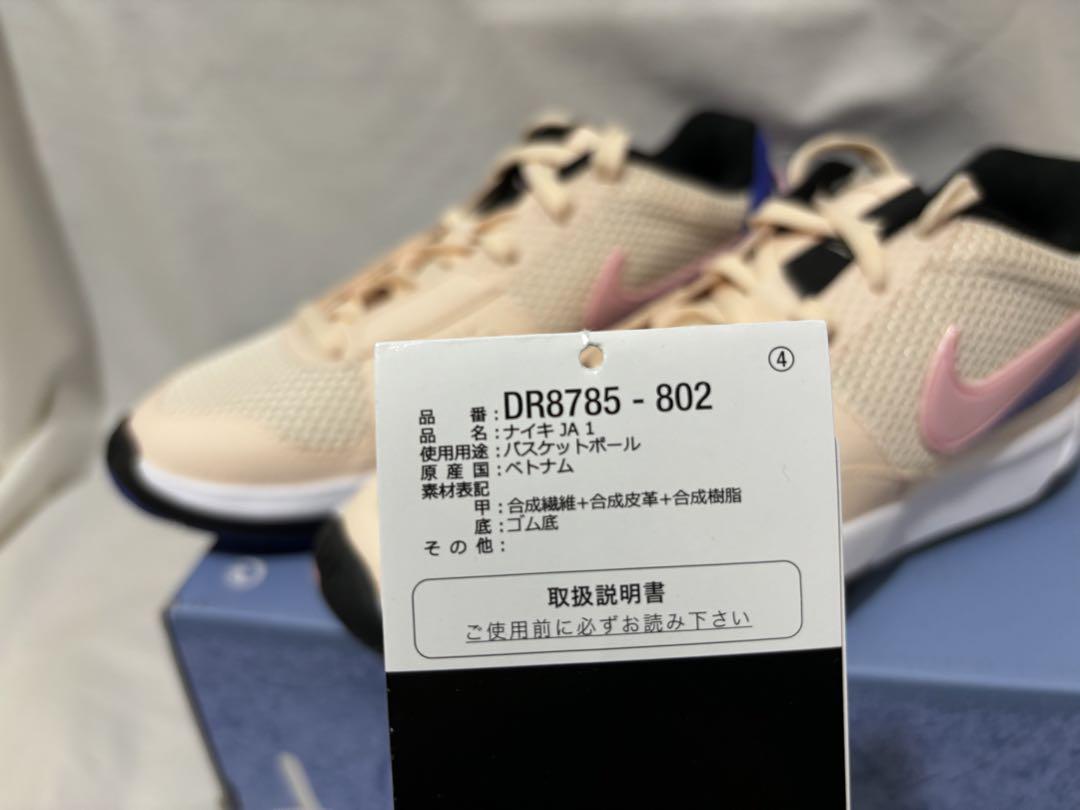 ④
品 番:DR8785 - 802
品 名:ナイキ JA 1
使用用途:バスケットボール
原 産 国:ベトナム
素材表記
甲:合成繊維+合成皮革+合成樹脂
底:ゴム底
そ の 他:
取扱説明書
ご使用前に必ずお読み下さい